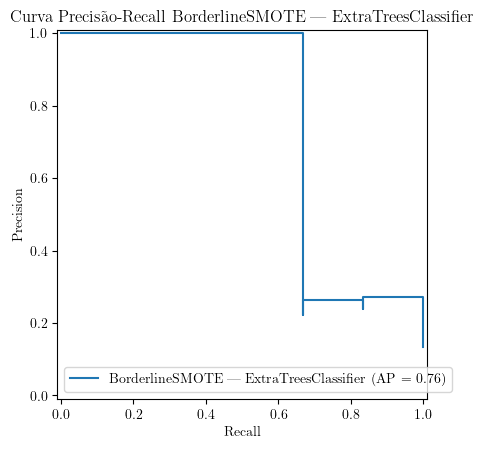 Curva Precisão-Recall BorderlineSMOTE — ExtraTreesClassifier
1.0
0.8
0.6
0.4
0.2
0.0
Precision
BorderlineSMOTE — ExtraTreesClassifier (AP = 0.76)
0.0 0.2 0.4 0.6 0.8 1.0
Recall